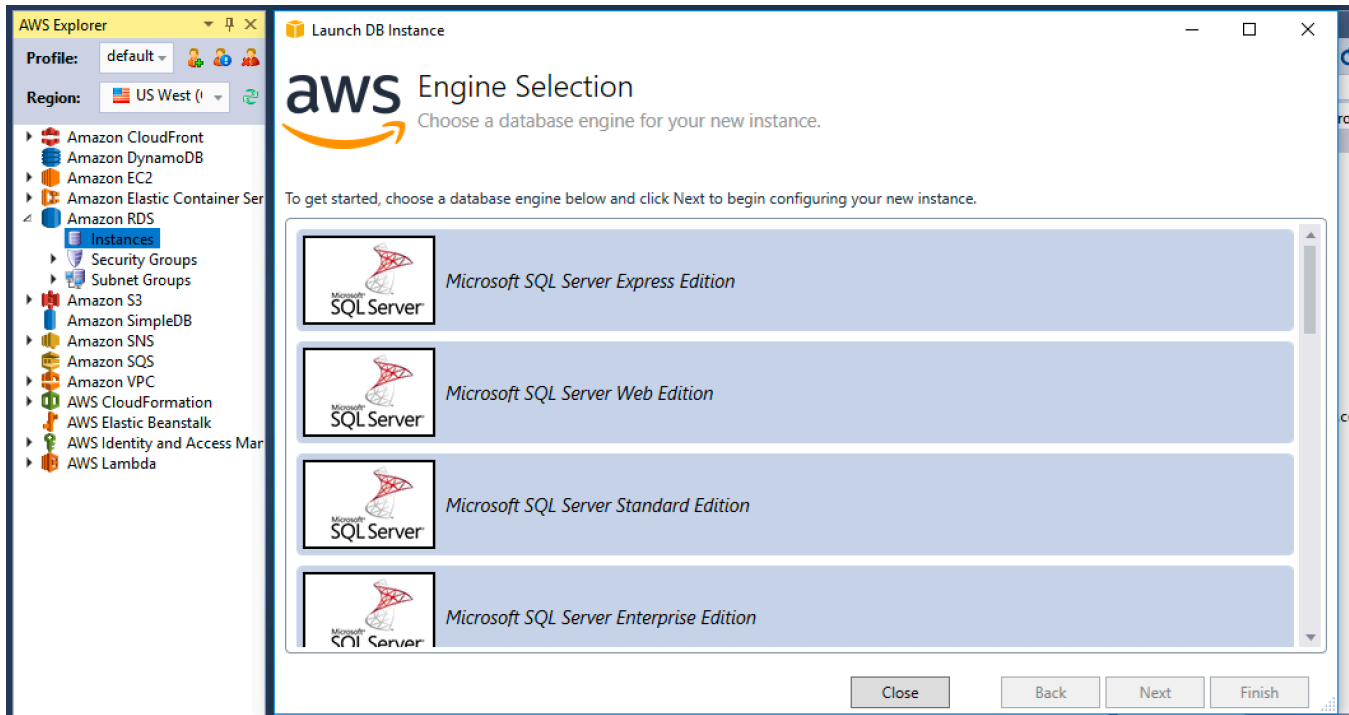 AWS Explorer
Profile: default
Region: US West (
Amazon CloudFront
Amazon DynamoDB
Amazon EC2
Amazon Elastic Container Ser
Amazon RDS
Instances
Security Groups
Subnet Groups
Amazon S3
Amazon SimpleDB
Amazon SNS
Amazon SQS
Amazon VPC
AWS CloudFormation
AWS Elastic Beanstalk
AWS Identity and Access Mar
AWS Lambda
Launch DB Instance
aws
Engine Selection
Choose a database engine for your new instance.
To get started, choose a database engine below and click Next to begin configuring your new instance.
Microsoft
SQL Server
Microsoft SQL Server Express Edition
Microsoft
SQL Server
Microsoft SQL Server Web Edition
Microsoft
SQL Server
Microsoft SQL Server Standard Edition
Microsoft
SQL Server
Microsoft SQL Server Enterprise Edition
Close Back Next Finish